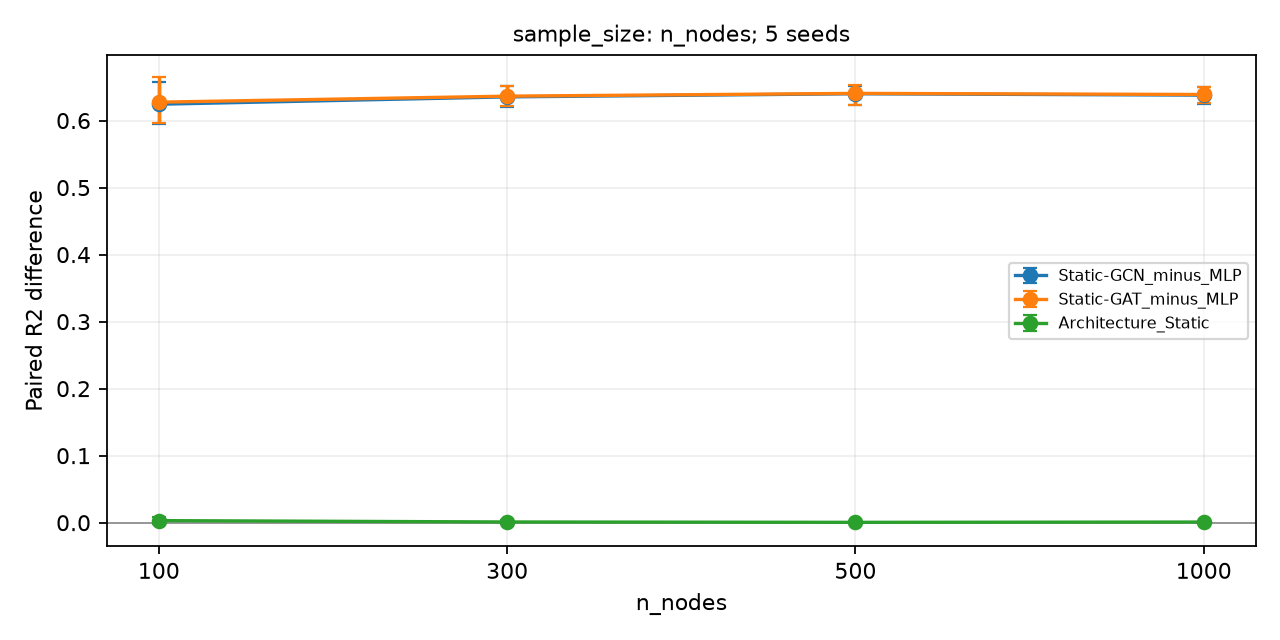 sample_size: n_nodes; 5 seeds
Paired R2 difference
0.6
0.5
0.4
0.3
0.2
0.1
0.0
Static-GCN_minus_MLP
Static-GAT_minus_MLP
Architecture_Static
100 300 500 1000
n_nodes